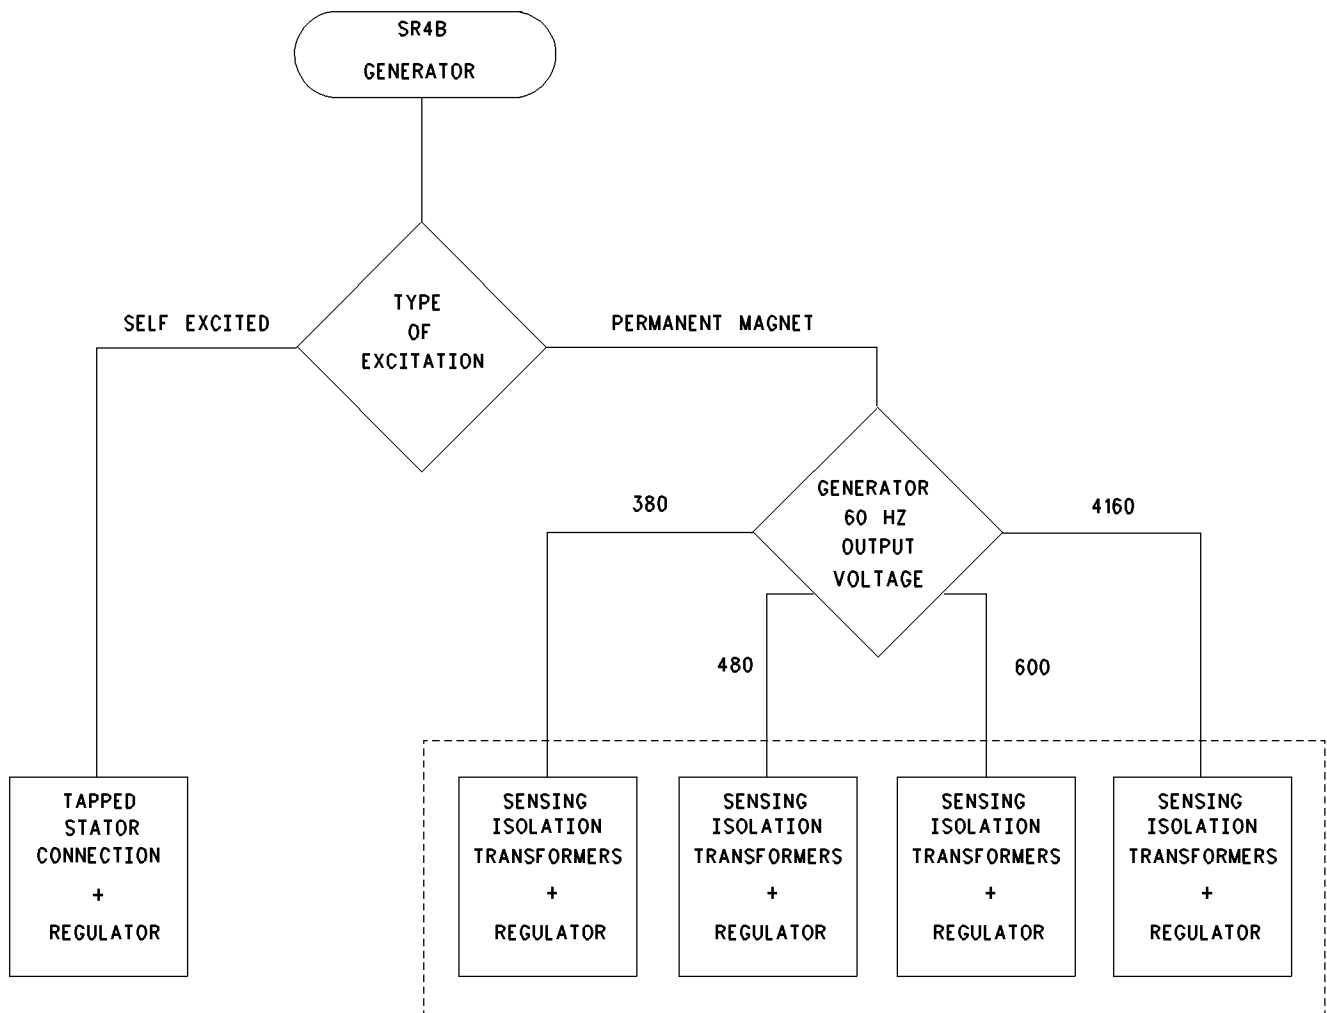 SR4B
GENERATOR
TYPE
OF
EXCITATION
SELF EXCITED
PERMANENT MAGNET
GENERATOR
60 HZ
OUTPUT
VOLTAGE
380
4160
480
600
TAPPED
STATOR
CONNECTION
+
REGULATOR
SENSING
ISOLATION
TRANSFORMERS
+
REGULATOR
SENSING
ISOLATION
TRANSFORMERS
+
REGULATOR
SENSING
ISOLATION
TRANSFORMERS
+
REGULATOR
SENSING
ISOLATION
TRANSFORMERS
+
REGULATOR